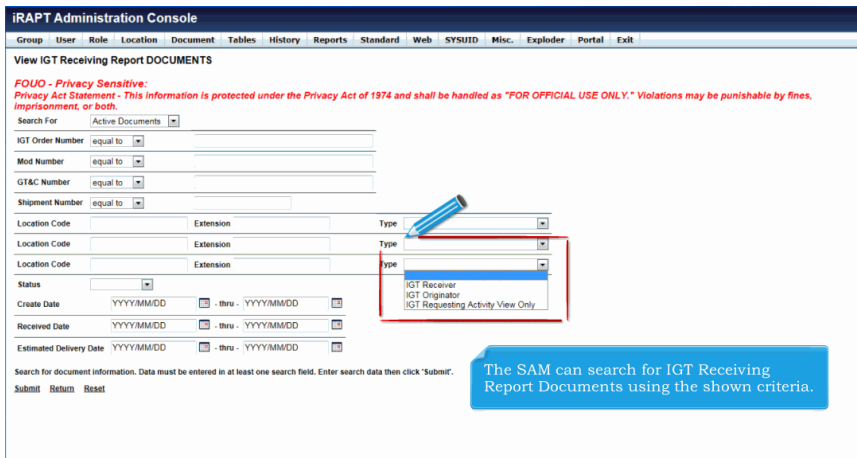 iRAPT Administration Console
Group User Role Location Document Tables History Reports Standard Web SYSUID Misc. Exploder Portal Exit
View IGT Receiving Report DOCUMENTS
FOUO - Privacy Sensitive:
Privacy Act Statement - This information is protected under the Privacy Act of 1974 and shall be handled as "FOR OFFICIAL USE ONLY." Violations may be punishable by fines,
imprisonment, or both.
Search For Active Documents
IGT Order Number equal to
Mod Number equal to
GT&C Number equal to
Shipment Number equal to
Location Code Extension Type
Location Code Extension Type
Location Code Extension Type
IGT Receiver
IGT Originator
IGT Requesting Activity View Only
Status
Create Date YYYY/MM/DD - thru - YYYY/MM/DD
Received Date YYYY/MM/DD - thru - YYYY/MM/DD
Estimated Delivery Date YYYY/MM/DD - thru - YYYY/MM/DD
Search for document information. Data must be entered in at least one search field. Enter search data then click 'Submit'.
Submit Return Reset
The SAM can search for IGT Receiving
Report Documents using the shown criteria.